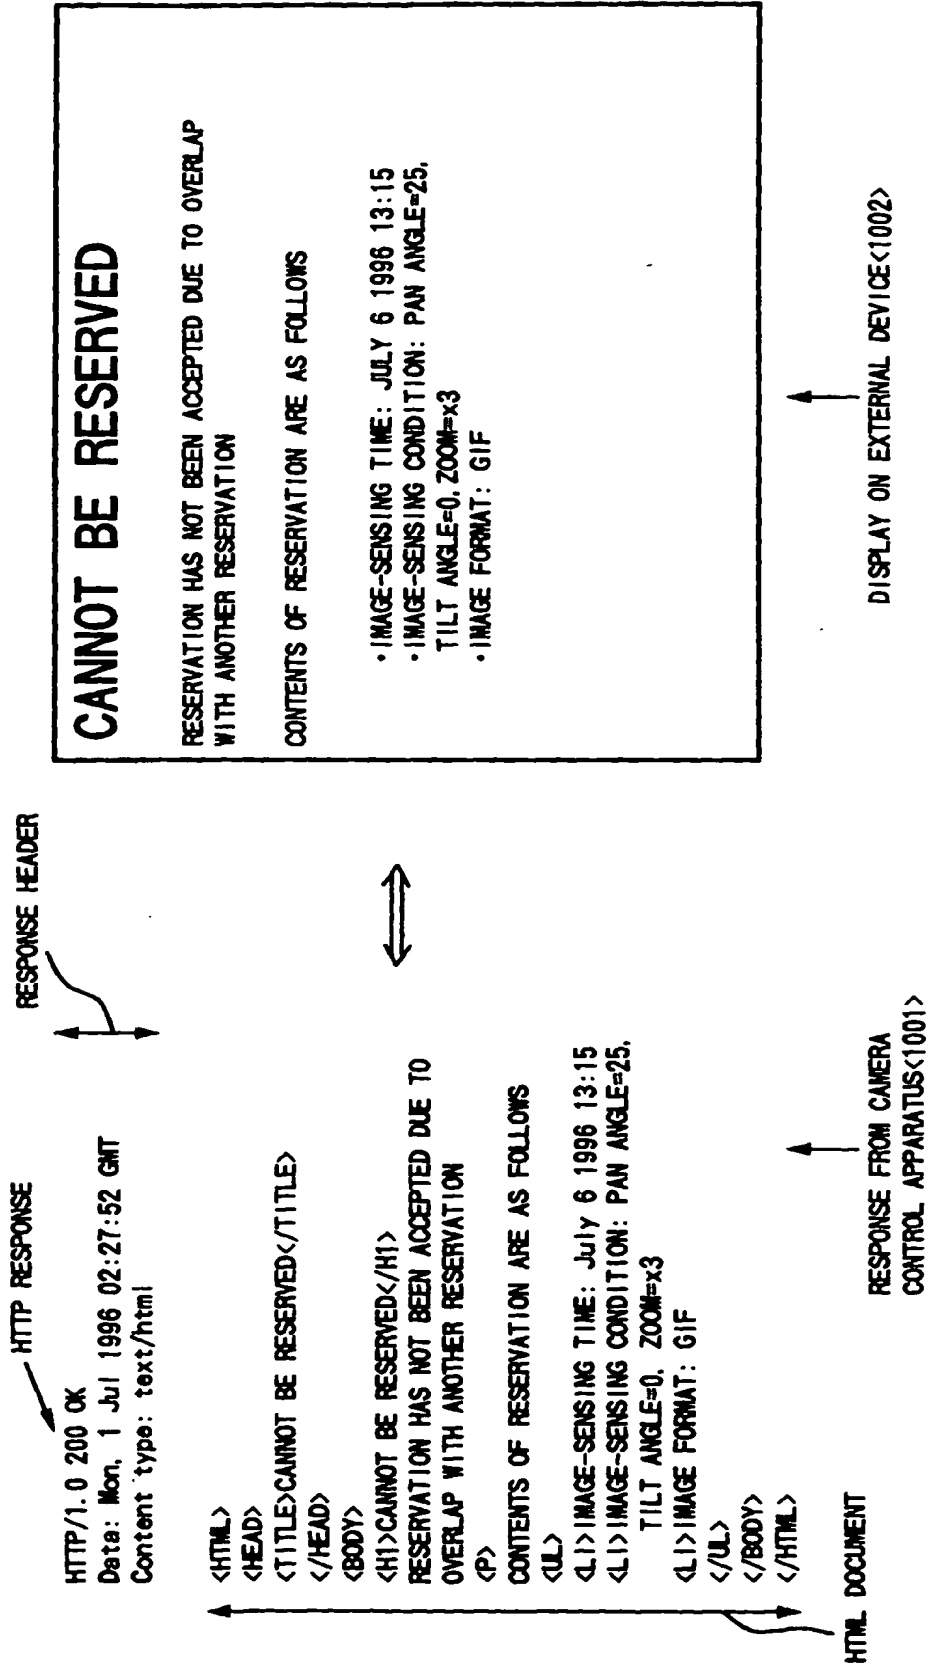 HTTP RESPONSE
RESPONSE HEADER
HTTP/1.0 200 OK
Data: Mon, 1 Jul 1996 02:27:52 GMT
Content type: text/html
<HTML>
<HEAD>
<TITLE>CANNOT BE RESERVED</TITLE>
</HEAD>
<BODY>
<H1>CANNOT BE RESERVED</H1>
RESERVATION HAS NOT BEEN ACCEPTED DUE TO
OVERLAP WITH ANOTHER RESERVATION
<P>
CONTENTS OF RESERVATION ARE AS FOLLOWS
<UL>
<LI>IMAGE-SENSING TIME: July 6 1996 13:15
<LI>IMAGE-SENSING CONDITION: PAN ANGLE=25,
TILT ANGLE=0, ZOOM=x3
<LI>IMAGE FORMAT: GIF
</UL>
</BODY>
</HTML>
HTML DOCUMENT
RESPONSE FROM CAMERA
CONTROL APPARATUS<1001>
CANNOT BE RESERVED
RESERVATION HAS NOT BEEN ACCEPTED DUE TO OVERLAP
WITH ANOTHER RESERVATION
CONTENTS OF RESERVATION ARE AS FOLLOWS
・IMAGE-SENSING TIME: JULY 6 1996 13:15
・IMAGE-SENSING CONDITION: PAN ANGLE=25,
TILT ANGLE=0, ZOOM=x3
・IMAGE FORMAT: GIF
DISPLAY ON EXTERNAL DEVICE<1002>